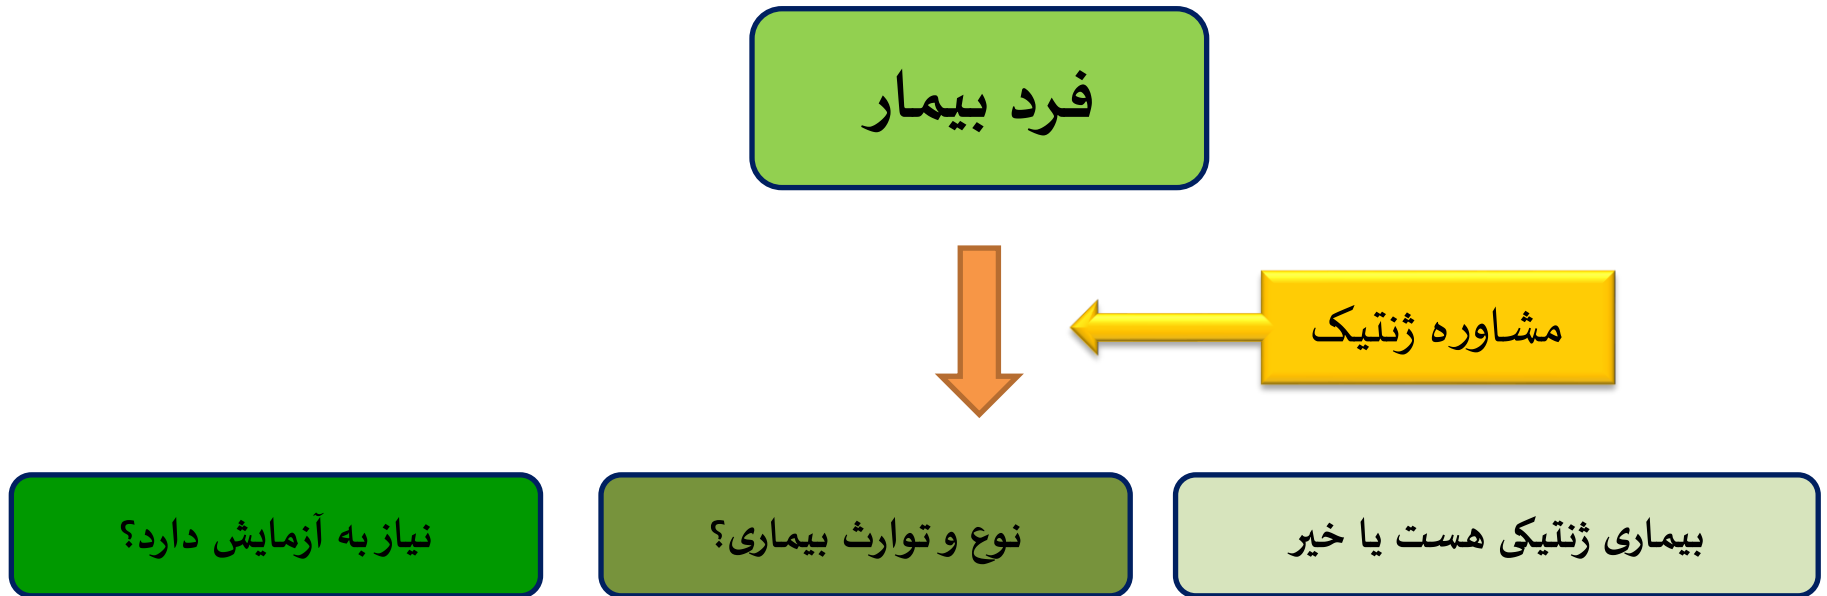 فرد بیمار
مشاوره ژنتیک
بیماری ژنتیکی هست یا خیر
نوع و توارث بیماری؟
نیاز به آزمایش دارد؟